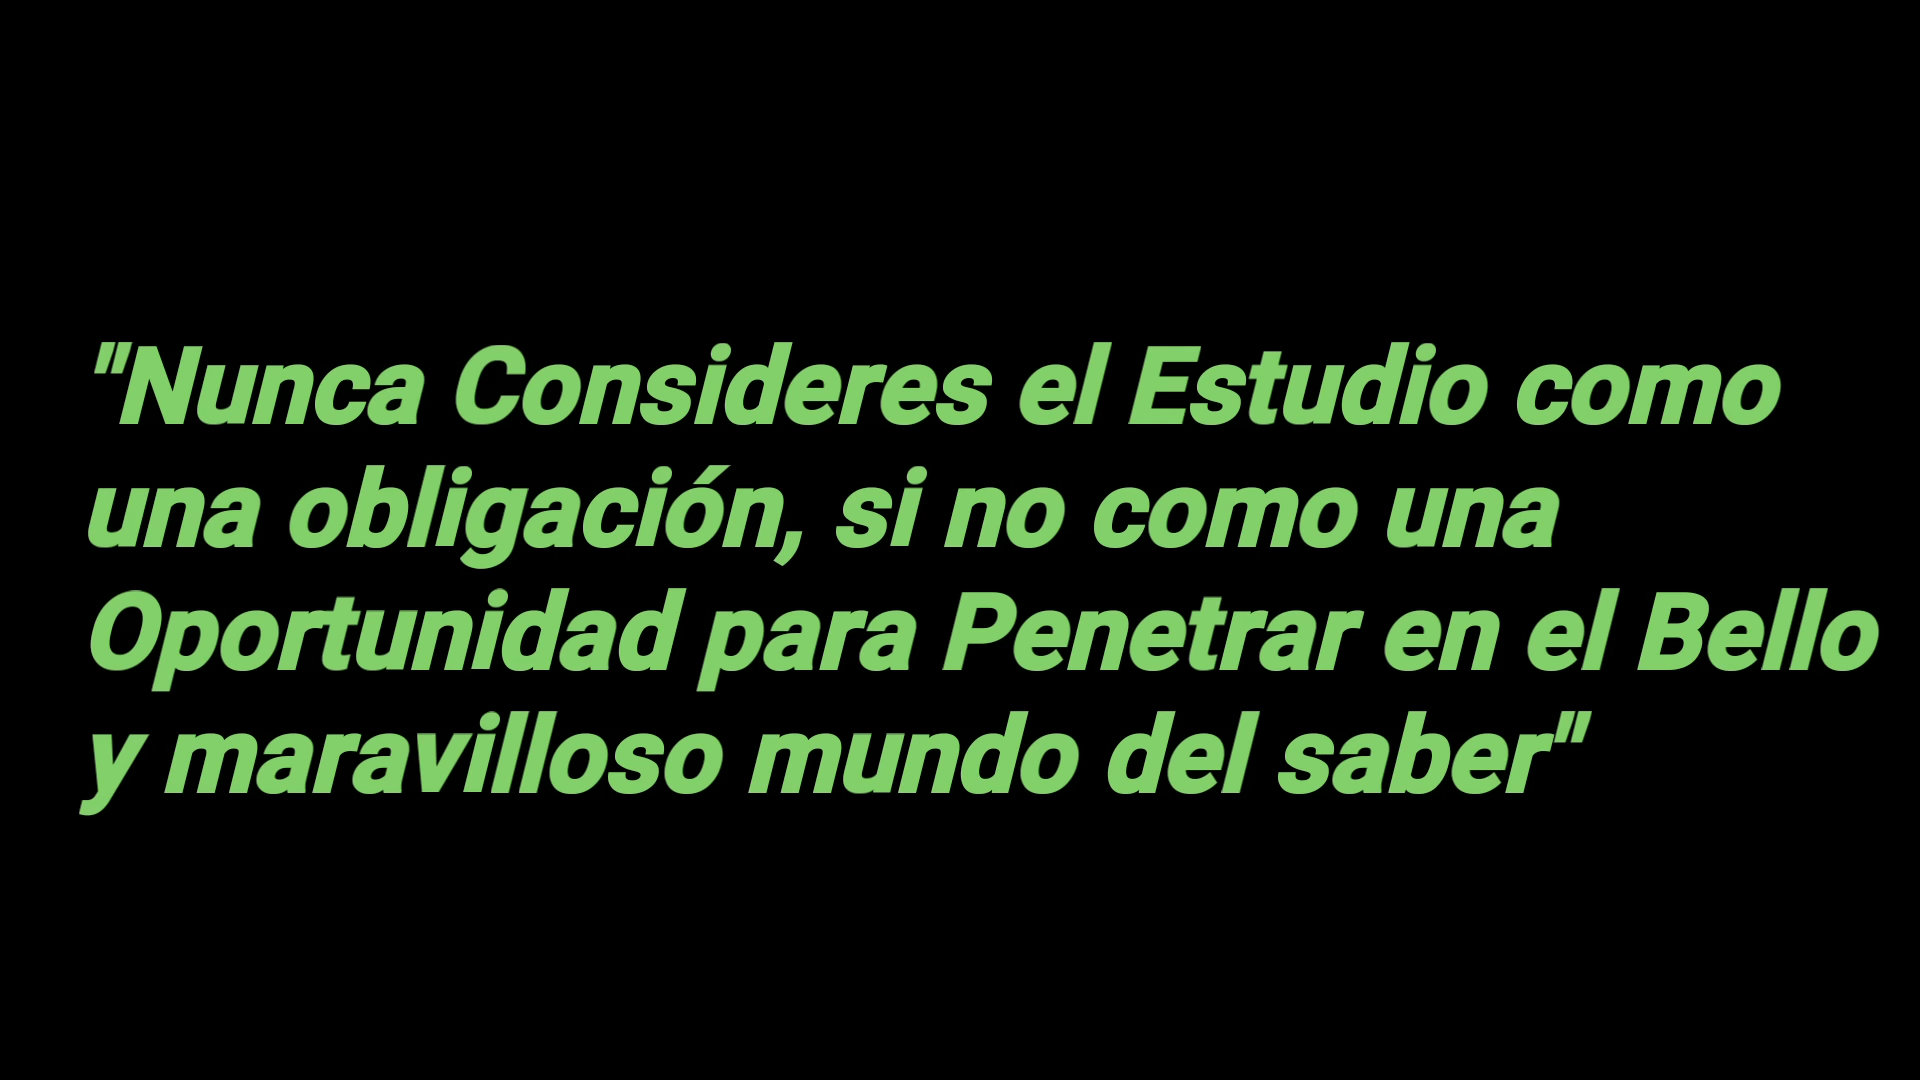 "Nunca Consideres el Estudio como
una obligación, si no como una
Oportunidad para Penetrar en el Bello
y maravilloso mundo del saber"